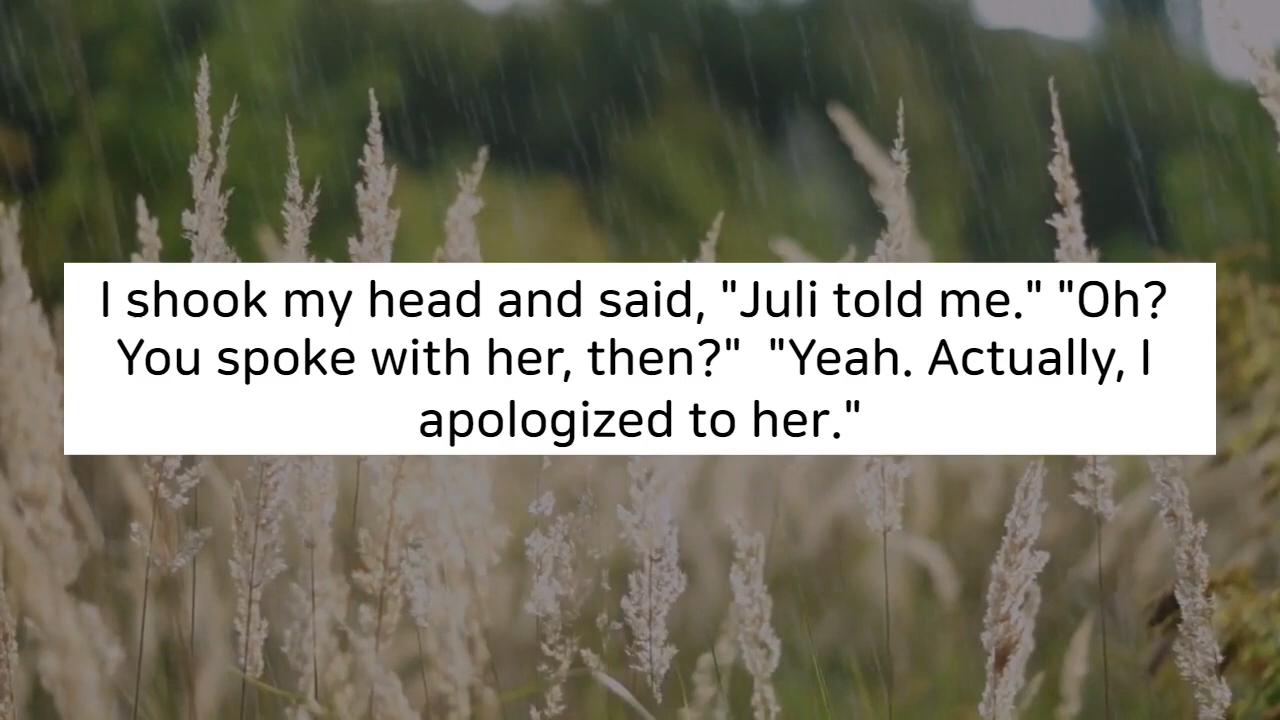 I shook my head and said, "Juli told me." "Oh?
You spoke with her, then?"  "Yeah. Actually, I
apologized to her."